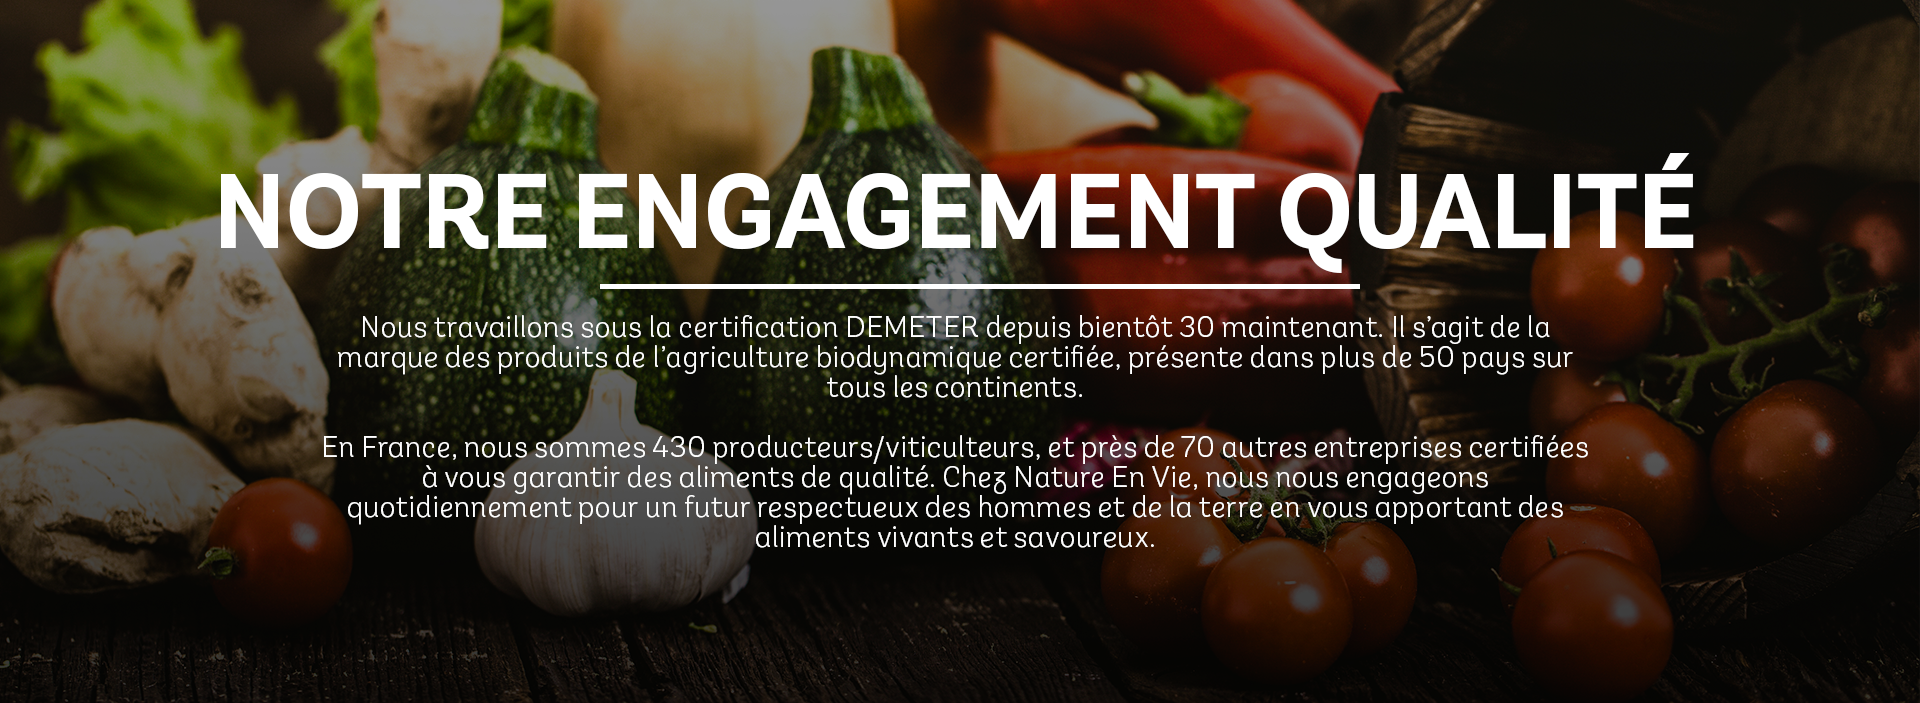 NOTRE ENGAGEMENT QUALITÉ
Nous travaillons sous la certification DEMETER depuis bientôt 30 maintenant. Il s’agit de la
marque des produits de l’agriculture biodynamique certifiée, présente dans plus de 50 pays sur
tous les continents.
En France, nous sommes 430 producteurs/viticulteurs, et près de 70 autres entreprises certifiées
à vous garantir des aliments de qualité. Chez Nature En Vie, nous nous engageons
quotidiennement pour un futur respectueux des hommes et de la terre en vous apportant des
aliments vivants et savoureux.